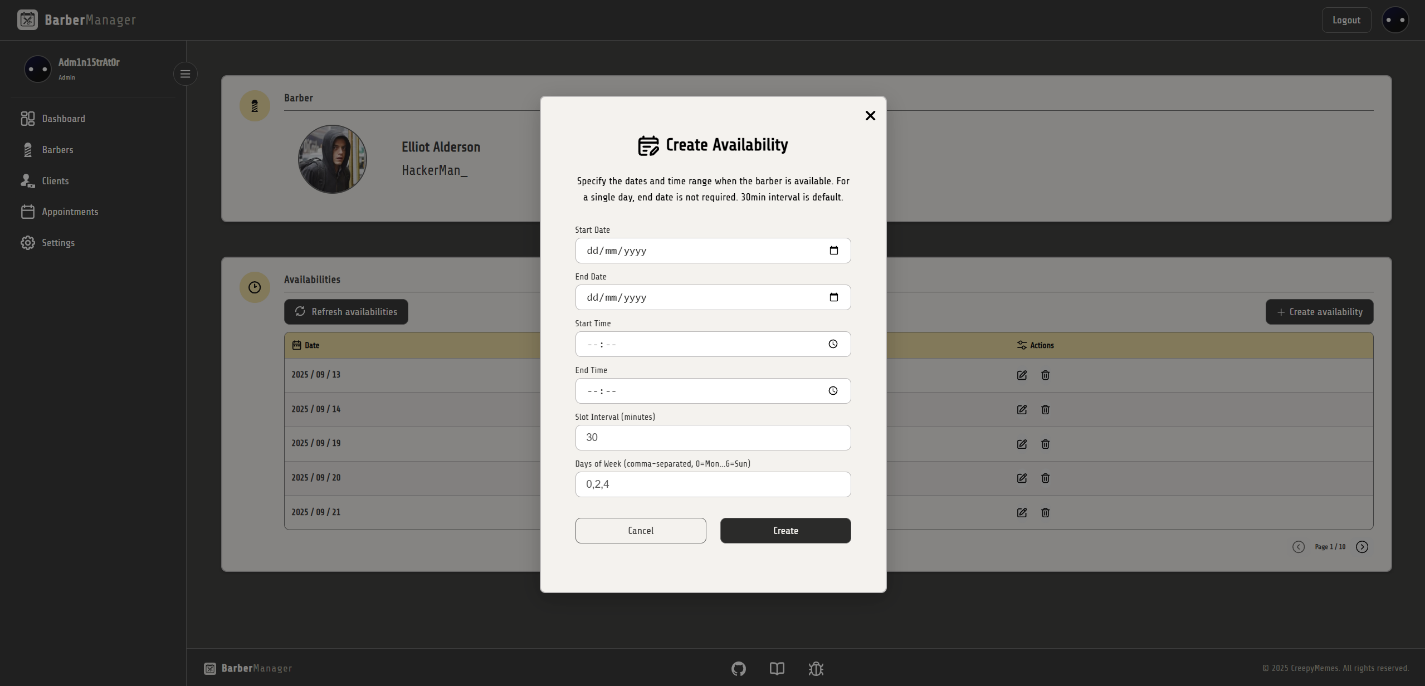 BarberManager
Logout
Adm1n1StrAt0r
Admin
Dashboard
Barbers
Clients
Appointments
Settings
Barber
Elliot Alderson
HackerMan_
Availabilities
Refresh availabilities
Create availability
Date
Actions
2025 / 09 / 13
2025 / 09 / 14
2025 / 09 / 19
2025 / 09 / 20
2025 / 09 / 21
Page 1 / 10
Create Availability
Specify the dates and time range when the barber is available. For
a single day, end date is not required. 30min interval is default.
Start Date
dd/mm/yyyy
End Date
dd/mm/yyyy
Start Time
--:--
End Time
--:--
Slot Interval (minutes)
30
Days of Week (comma-separated, 0=Mon...6=Sun)
0,2,4
Cancel
Create
BarberManager
© 2025 CreepyMemes. All rights reserved.